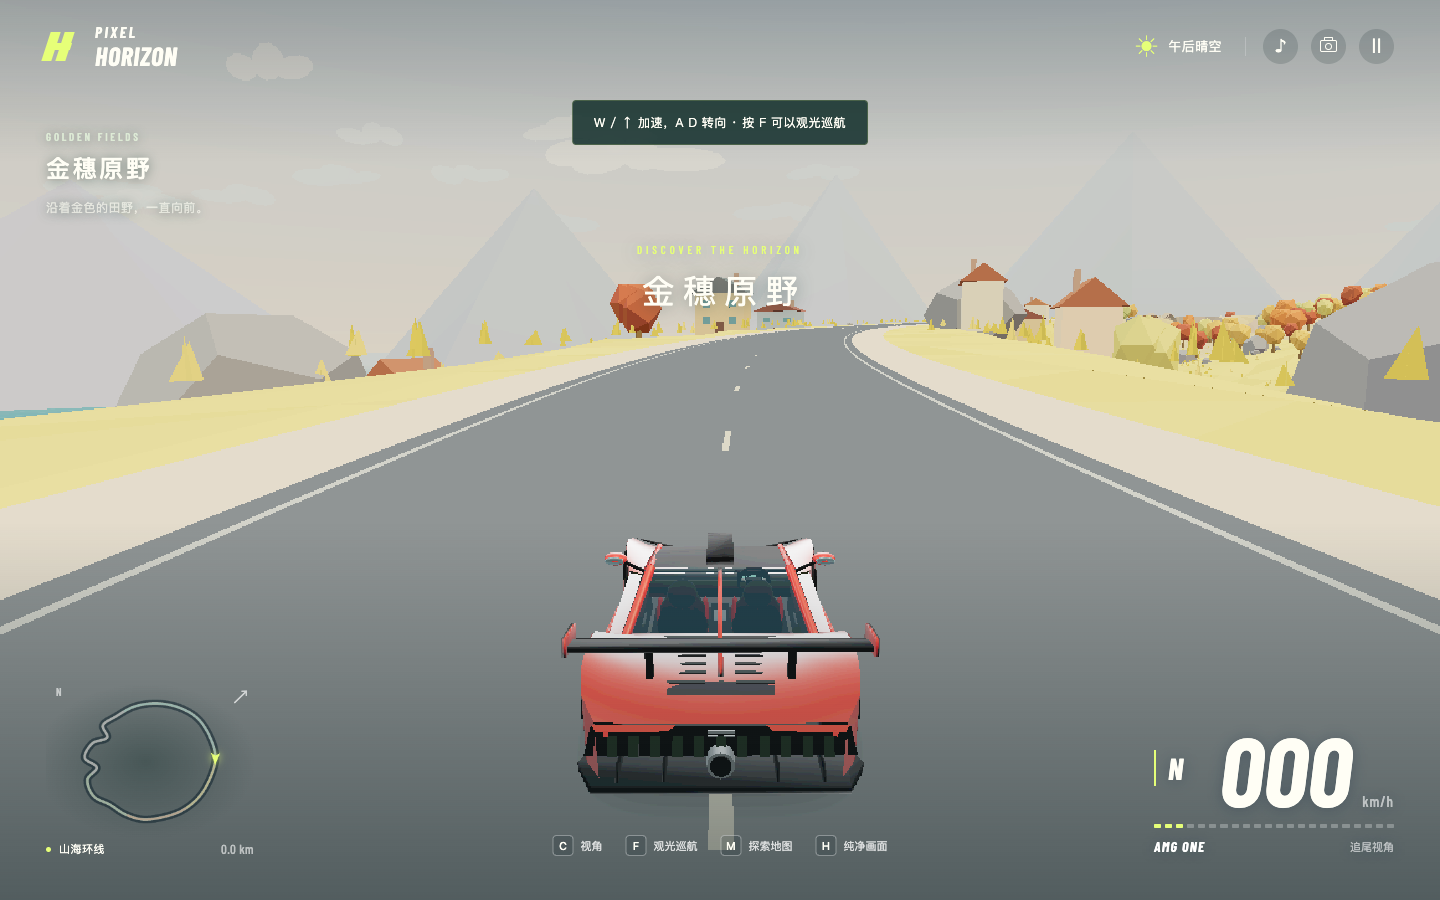 PIXEL
HORIZON
午后晴空
W / ↑ 加速，A D 转向 · 按 F 可以观光巡航
GOLDEN FIELDS
金穗原野
沿着金色的田野，一直向前。
DISCOVER THE HORIZON
金穗原野
N
山海环线
0.0 km
C 视角
F 观光巡航
M 探索地图
H 纯净画面
N
000
km/h
AMG ONE
追尾视角